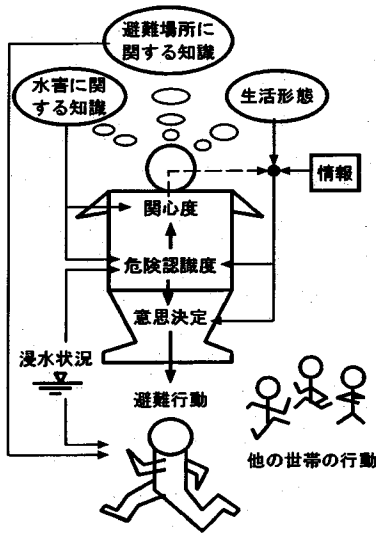 避難場所に
関する知識
水害に関
する知識
生活形態
情報
関心度
危険認識度
意思決定
浸水状況
避難行動
他の世帯の行動